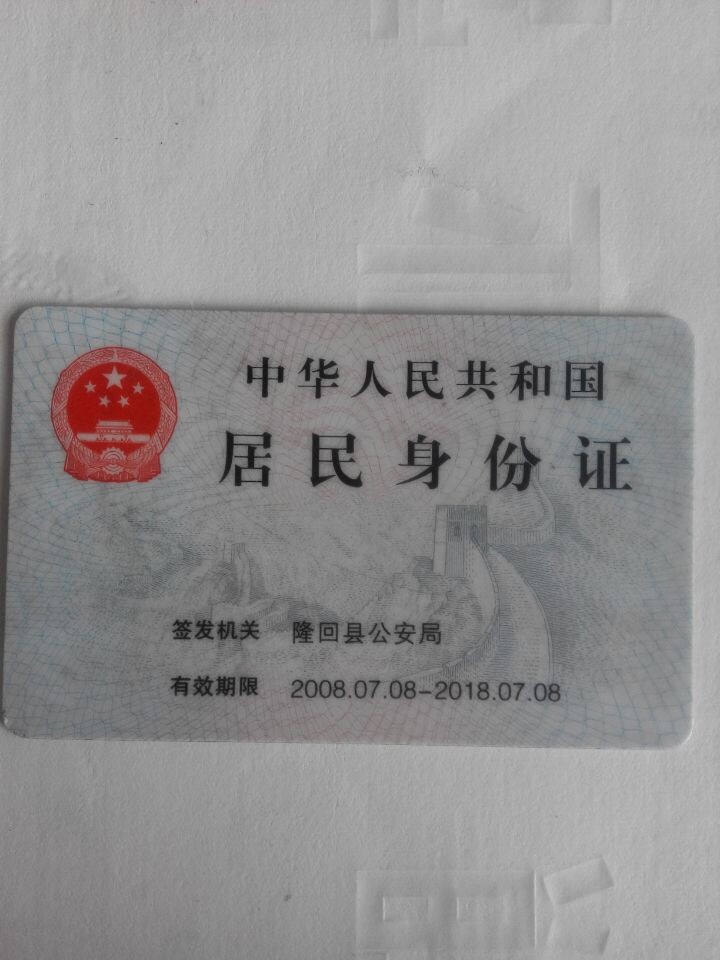 中华人民共和国
居民身份证
签发机关 隆回县公安局
有效期限 2008.07.08-2018.07.08